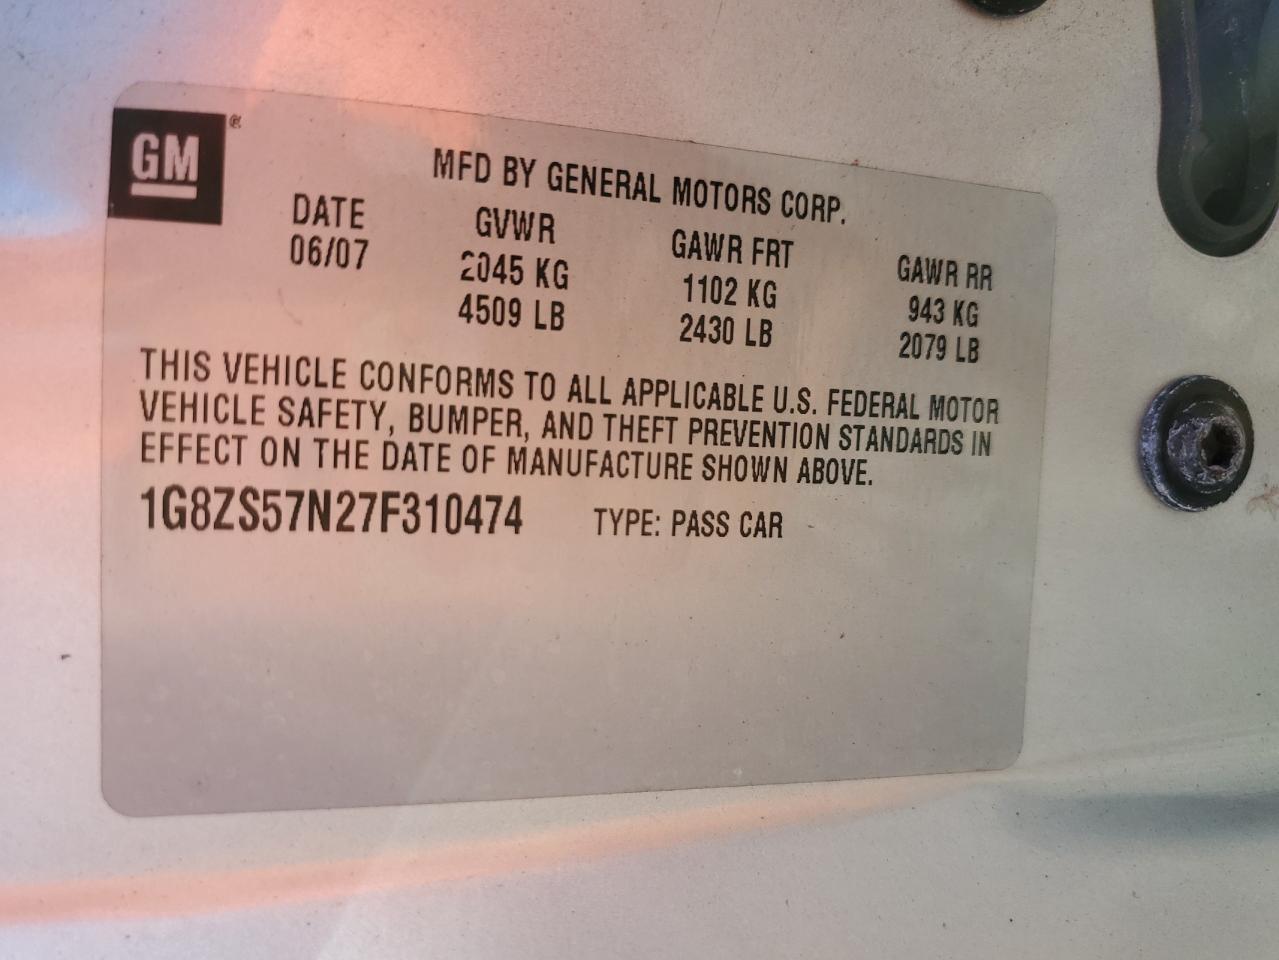 GM®
MFD BY GENERAL MOTORS CORP.
DATE GVWR GAWR FRT GAWR RR
06/07 2045 KG 1102 KG 943 KG
4509 LB 2430 LB 2079 LB
THIS VEHICLE CONFORMS TO ALL APPLICABLE U.S. FEDERAL MOTOR
VEHICLE SAFETY, BUMPER, AND THEFT PREVENTION STANDARDS IN
EFFECT ON THE DATE OF MANUFACTURE SHOWN ABOVE.
1G8ZS57N27F310474 TYPE: PASS CAR